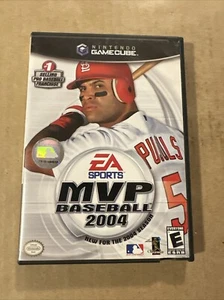 NINTENDO
GAMECUBE
#1
SELLING
PRO BASEBALL
FRANCHISE
PUJOLS
5
EA
SPORTS
MVP
BASEBALL
2004
NEW FOR THE 2004 SEASON
EVERYONE
E
ESRB